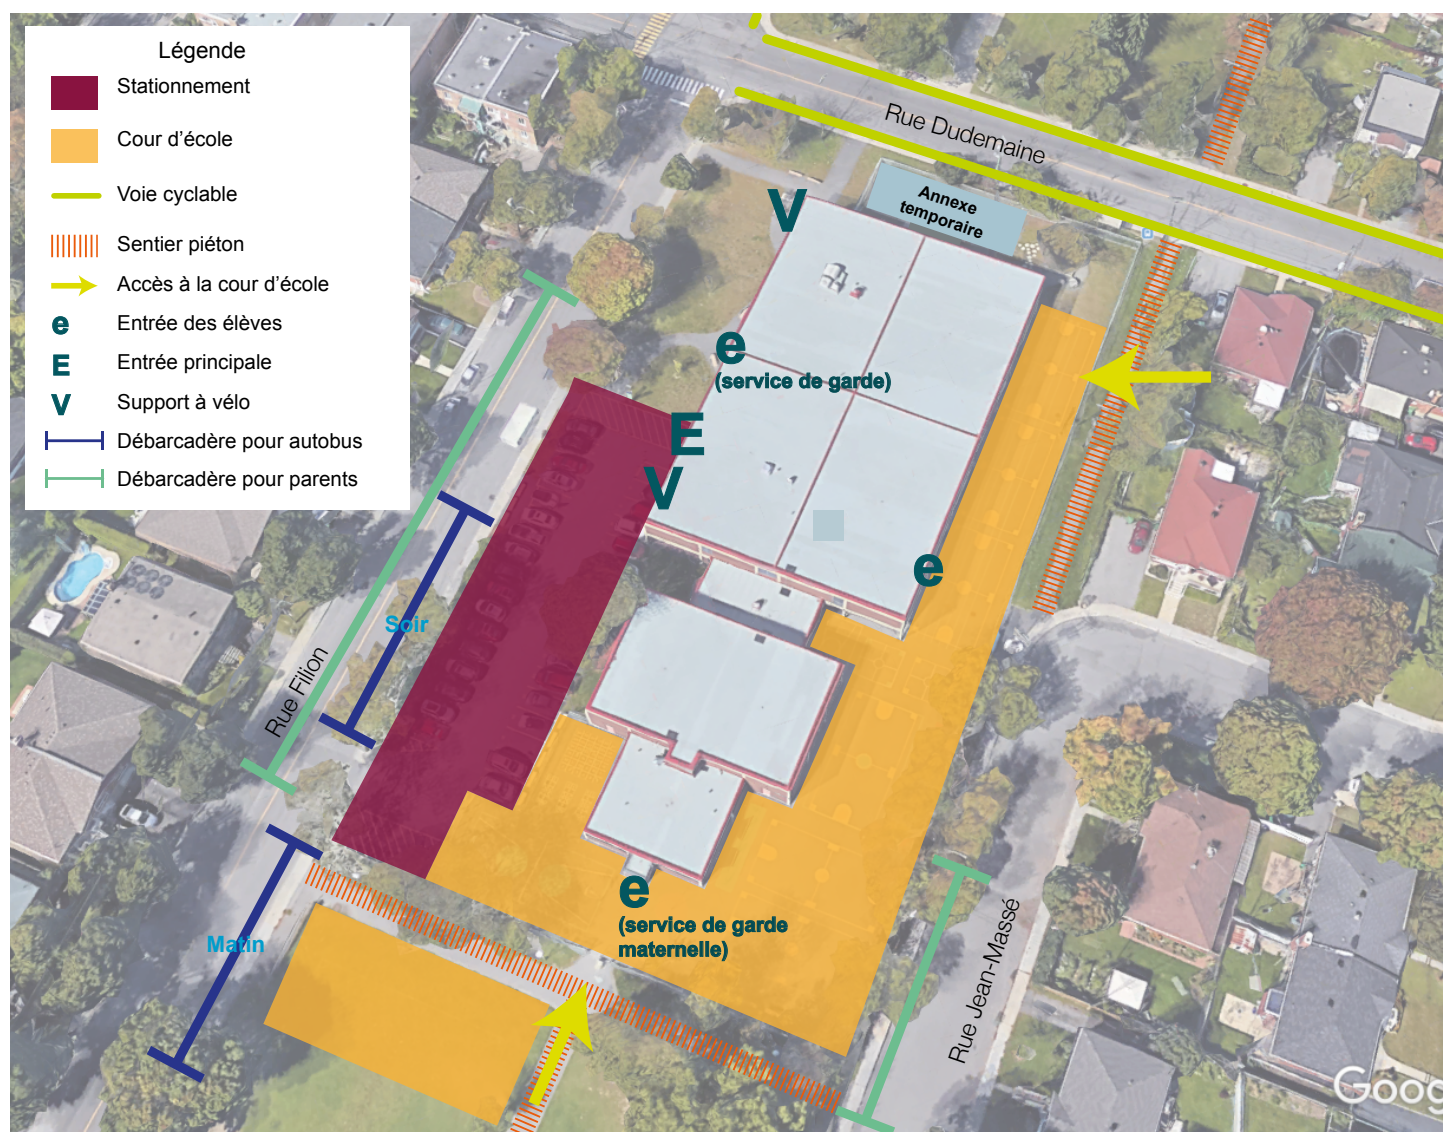 Légende
Stationnement
Cour d'école
Voie cyclable
Sentier piéton
Accès à la cour d'école
e Entrée des élèves
E Entrée principale
V Support à vélo
Débarcadère pour autobus
Débarcadère pour parents
Rue Dudemaine
Annexe
temporaire
V
e
(service de garde)
E
V
e
Soir
Rue Filion
e
(service de garde
maternelle)
Matin
Rue Jean-Massé
Goog